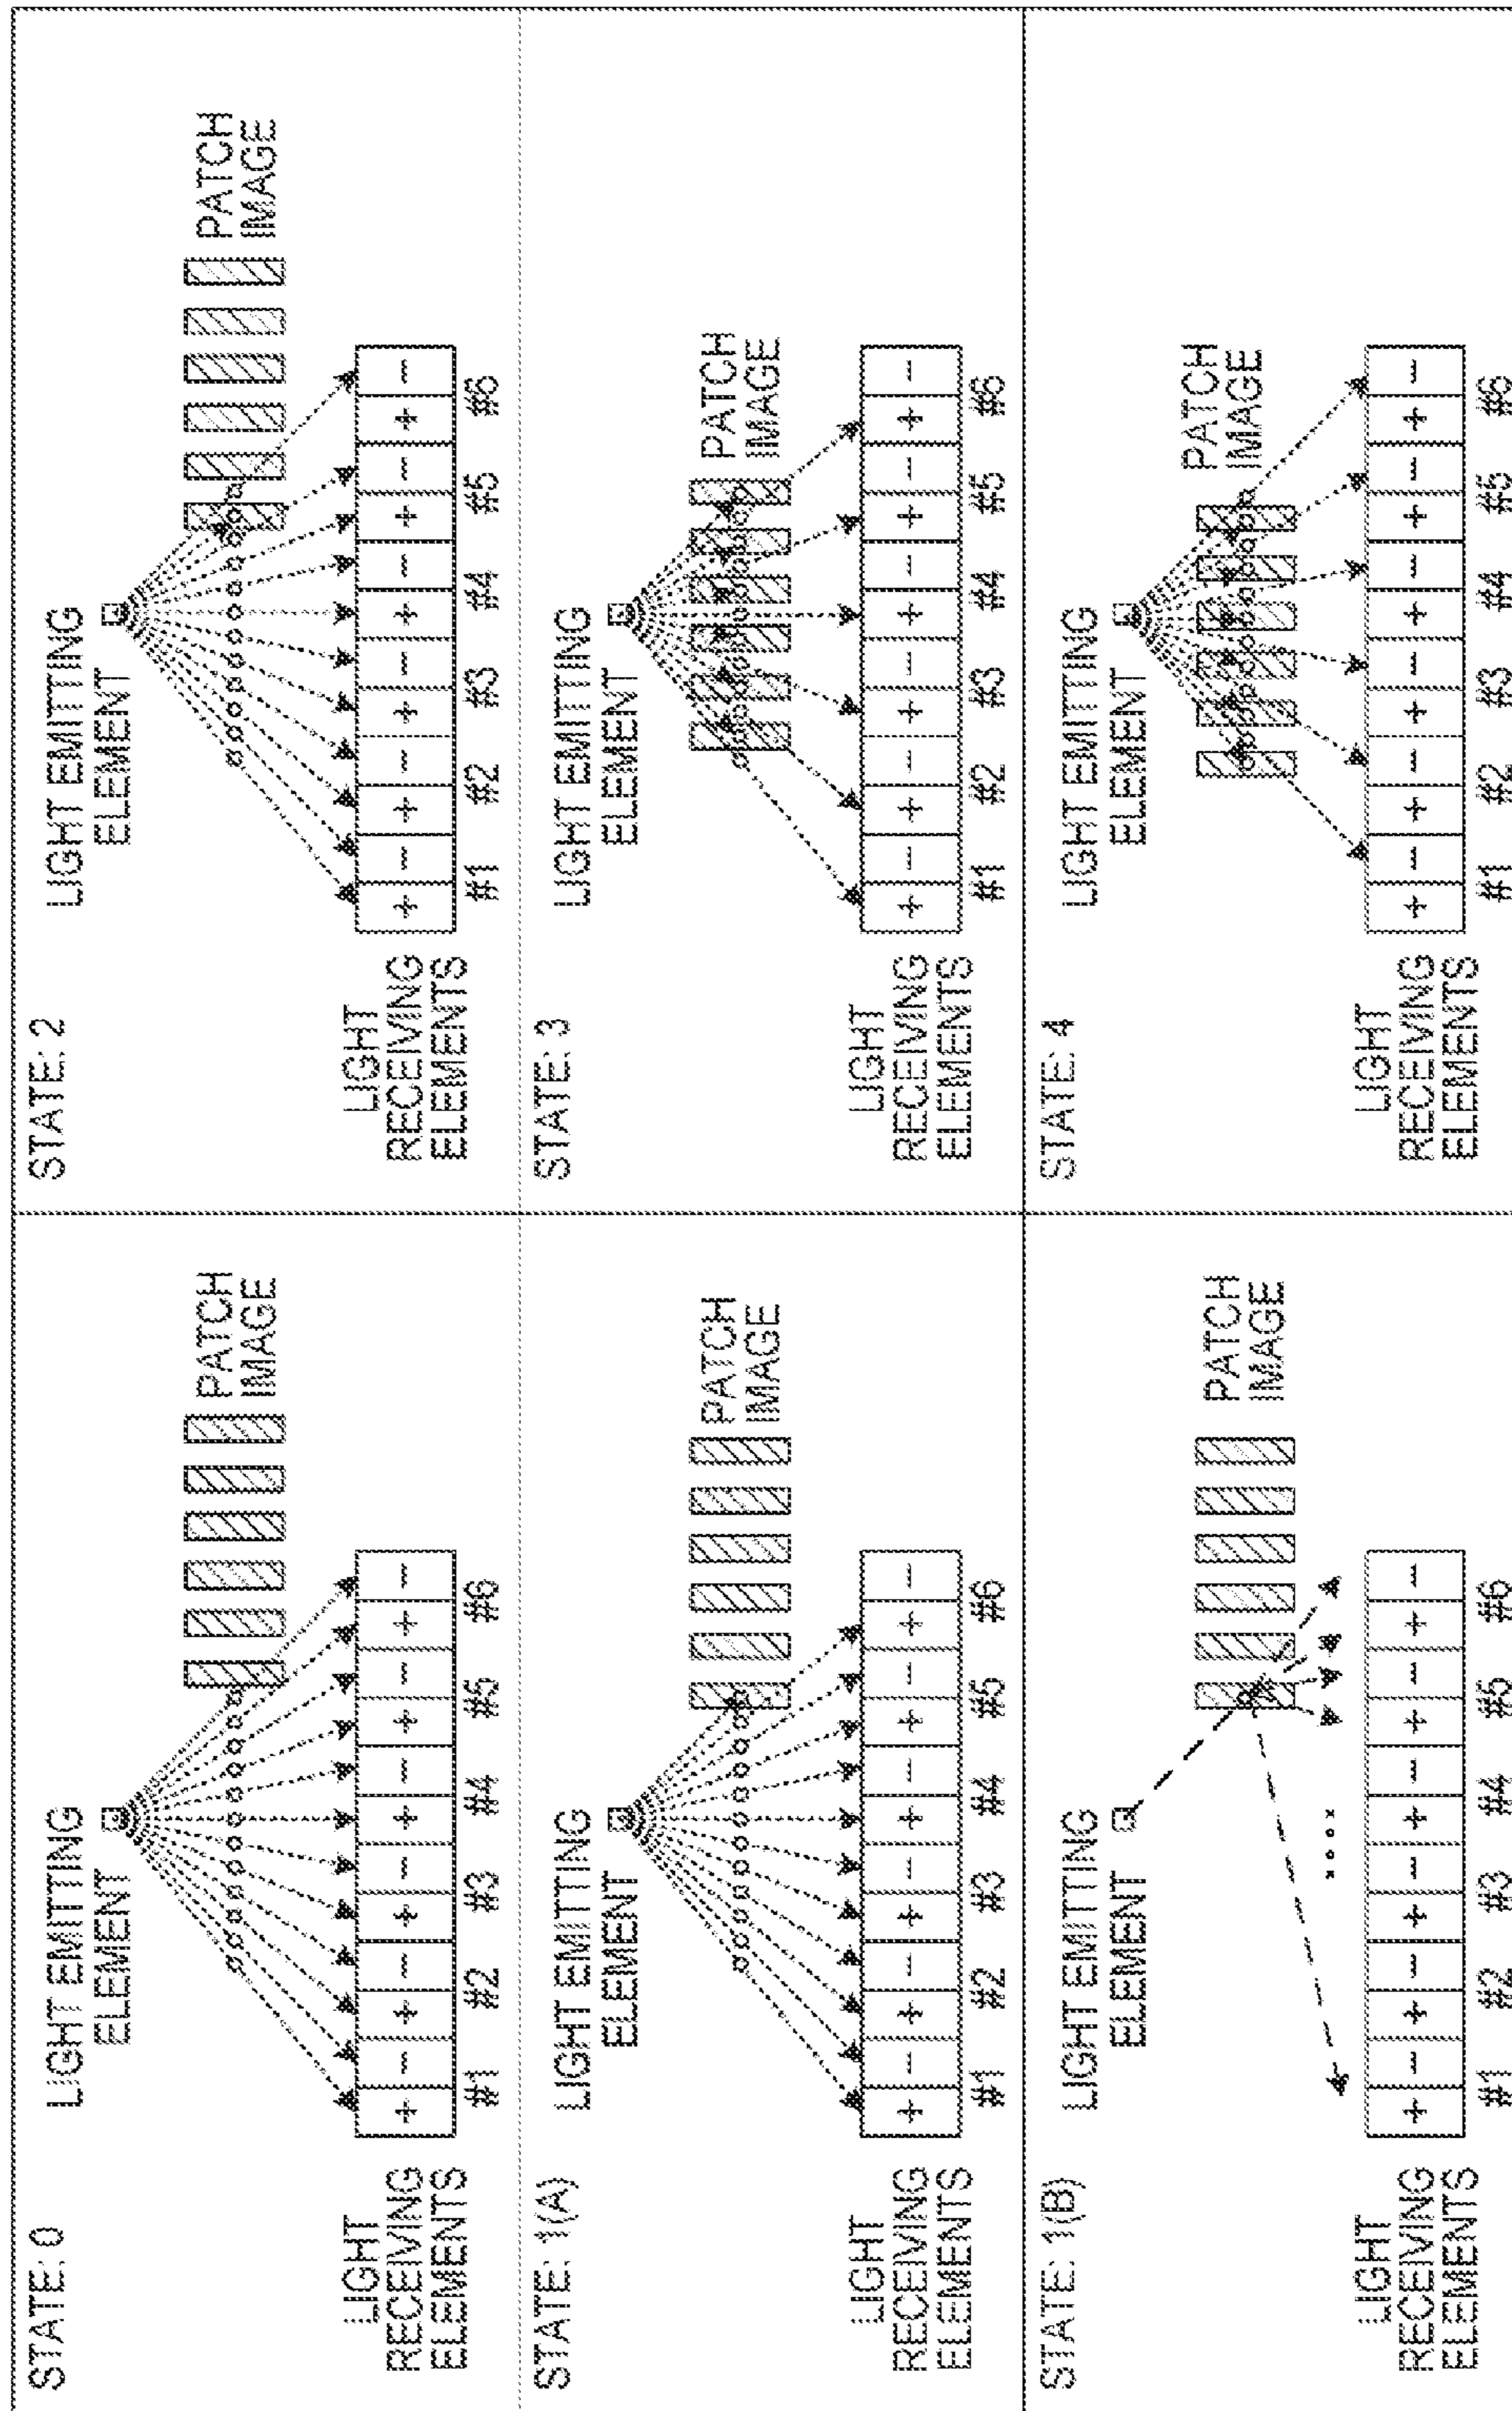 STATE: 0
LIGHT EMITTING
ELEMENT
PATCH
IMAGE
LIGHT
RECEIVING
ELEMENTS
+ − + − + − + − + − + −
#1 #2 #3 #4 #5 #6
STATE: 1(A)
LIGHT EMITTING
ELEMENT
PATCH
IMAGE
LIGHT
RECEIVING
ELEMENTS
+ − + − + − + − + − + −
#1 #2 #3 #4 #5 #6
STATE: 1(B)
LIGHT EMITTING
ELEMENT
PATCH
IMAGE
LIGHT
RECEIVING
ELEMENTS
+ − + − + − + − + − + −
#1 #2 #3 #4 #5 #6
STATE: 2
LIGHT EMITTING
ELEMENT
PATCH
IMAGE
LIGHT
RECEIVING
ELEMENTS
+ − + − + − + − + − + −
#1 #2 #3 #4 #5 #6
STATE: 3
LIGHT EMITTING
ELEMENT
PATCH
IMAGE
LIGHT
RECEIVING
ELEMENTS
+ − + − + − + − + − + −
#1 #2 #3 #4 #5 #6
STATE: 4
LIGHT EMITTING
ELEMENT
PATCH
IMAGE
LIGHT
RECEIVING
ELEMENTS
+ − + − + − + − + − + −
#1 #2 #3 #4 #5 #6